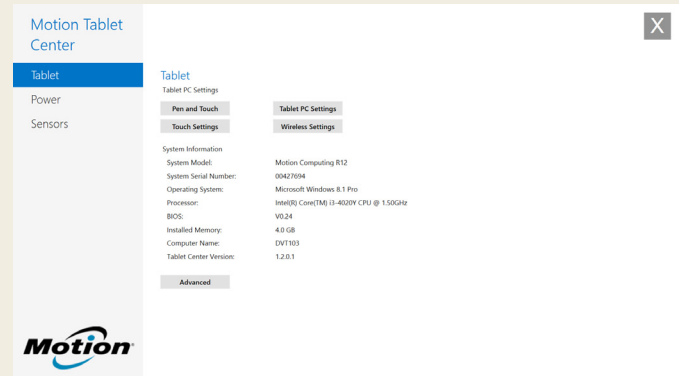 Motion Tablet
Center
X
Tablet
Power
Sensors
Tablet
Tablet PC Settings
Pen and Touch
Tablet PC Settings
Touch Settings
Wireless Settings
System Information
System Model: Motion Computing R12
System Serial Number: 00427694
Operating System: Microsoft Windows 8.1 Pro
Processor: Intel(R) Core(TM) i3-4020Y CPU @ 1.50GHz
BIOS: V0.24
Installed Memory: 4.0 GB
Computer Name: DVT103
Tablet Center Version: 1.2.0.1
Advanced
Motion